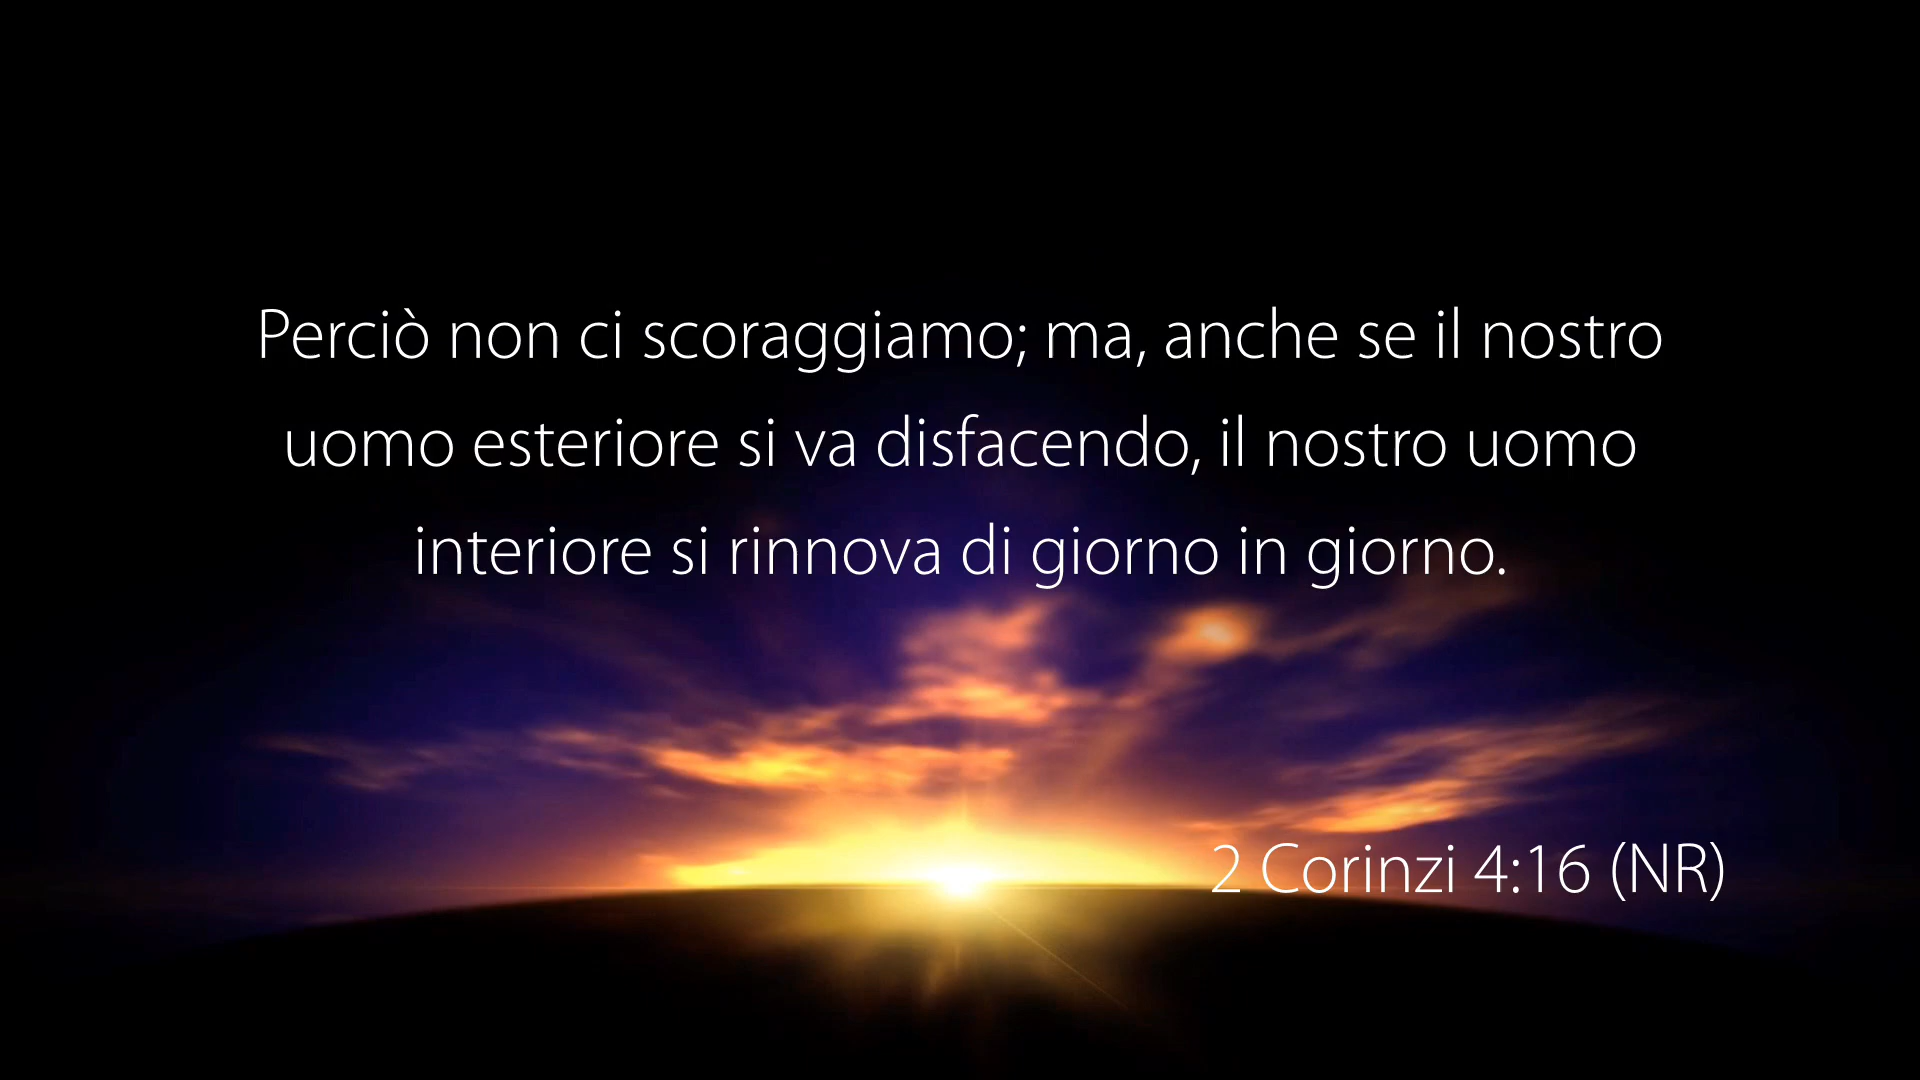 Perciò non ci scoraggiamo; ma, anche se il nostro
uomo esteriore si va disfacendo, il nostro uomo
interiore si rinnova di giorno in giorno.
2 Corinzi 4:16 (NR)